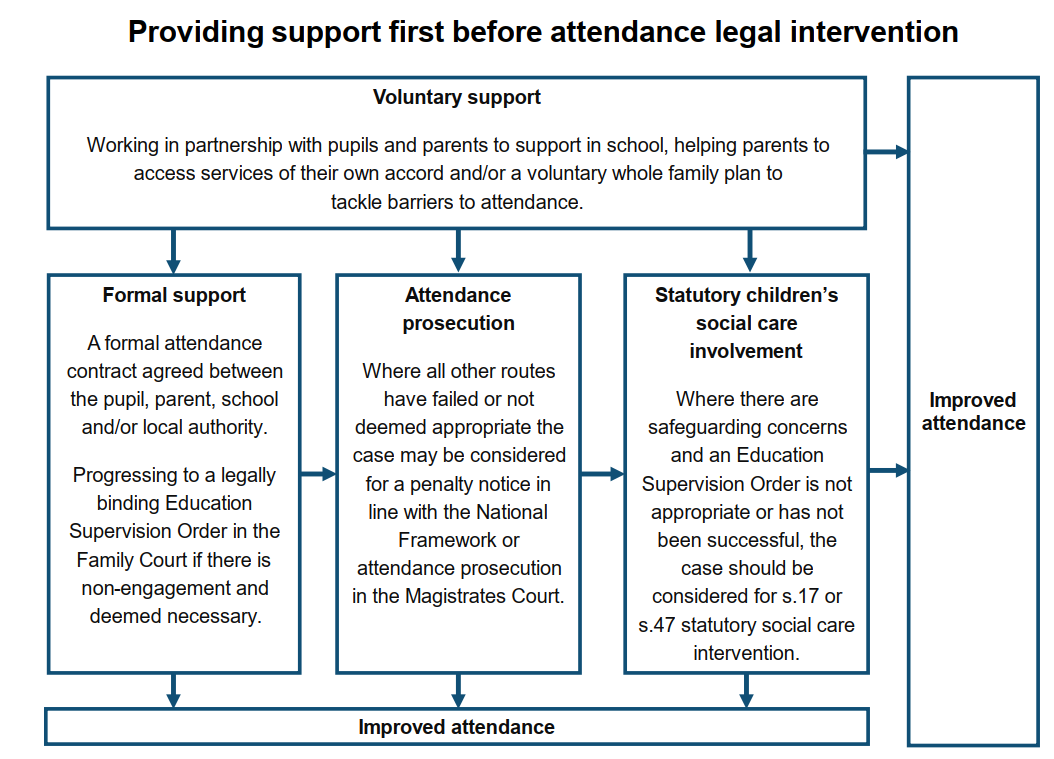 Providing support first before attendance legal intervention
Voluntary support
Working in partnership with pupils and parents to support in school, helping parents to
access services of their own accord and/or a voluntary whole family plan to
tackle barriers to attendance.
Formal support
A formal attendance
contract agreed between
the pupil, parent, school
and/or local authority.
Progressing to a legally
binding Education
Supervision Order in the
Family Court if there is
non-engagement and
deemed necessary.
Attendance
prosecution
Where all other routes
have failed or not
deemed appropriate the
case may be considered
for a penalty notice in
line with the National
Framework or
attendance prosecution
in the Magistrates Court.
Statutory children’s
social care
involvement
Where there are
safeguarding concerns
and an Education
Supervision Order is not
appropriate or has not
been successful, the
case should be
considered for s.17 or
s.47 statutory social care
intervention.
Improved
attendance
Improved attendance